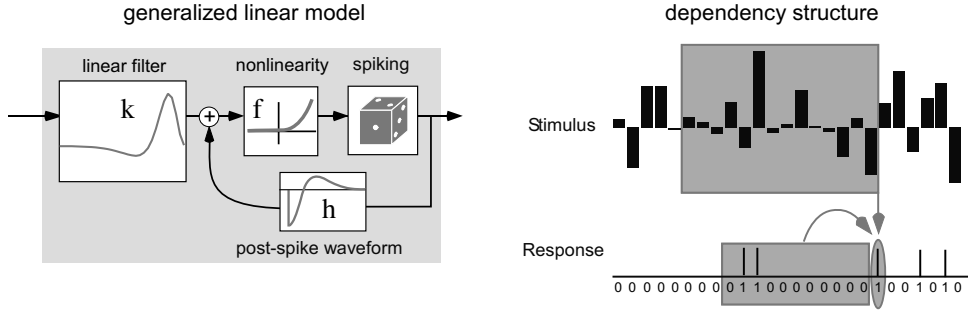 generalized linear model
linear filter
nonlinearity
spiking
k
+
f
h
post-spike waveform
dependency structure
Stimulus
Response
0 0 0 0 0 0 0 0 0 1 1 0 0 0 0 0 0 0 0 1 0 0 1 0 1 0